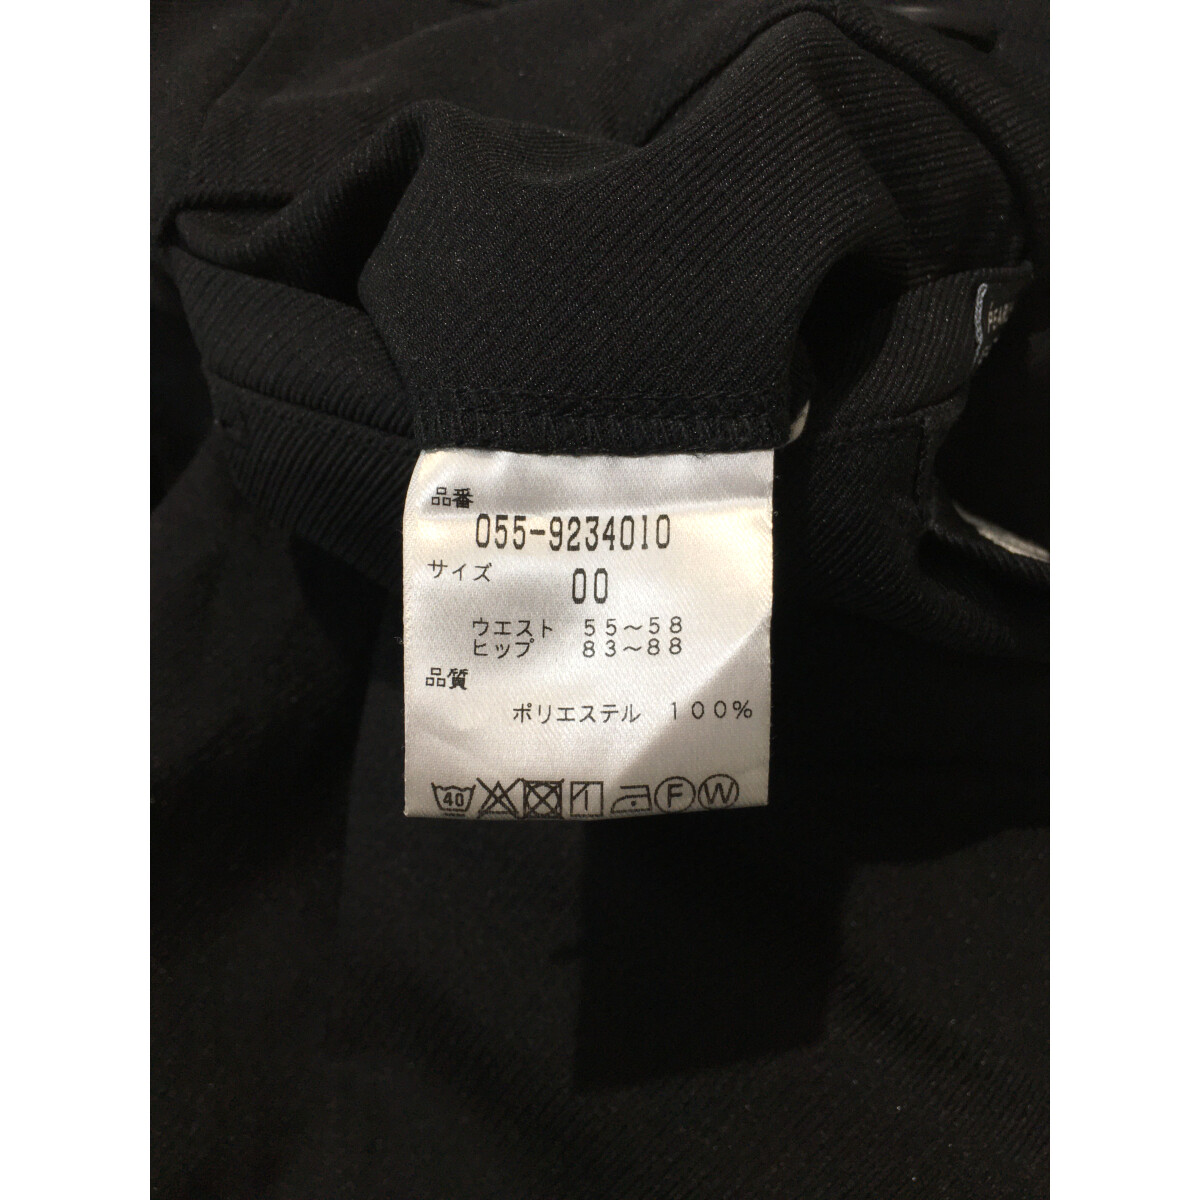 品番
055-9234010
サイズ
00
ウエスト 55～58
ヒップ 83～88
品質
ポリエステル 100%
40
F W